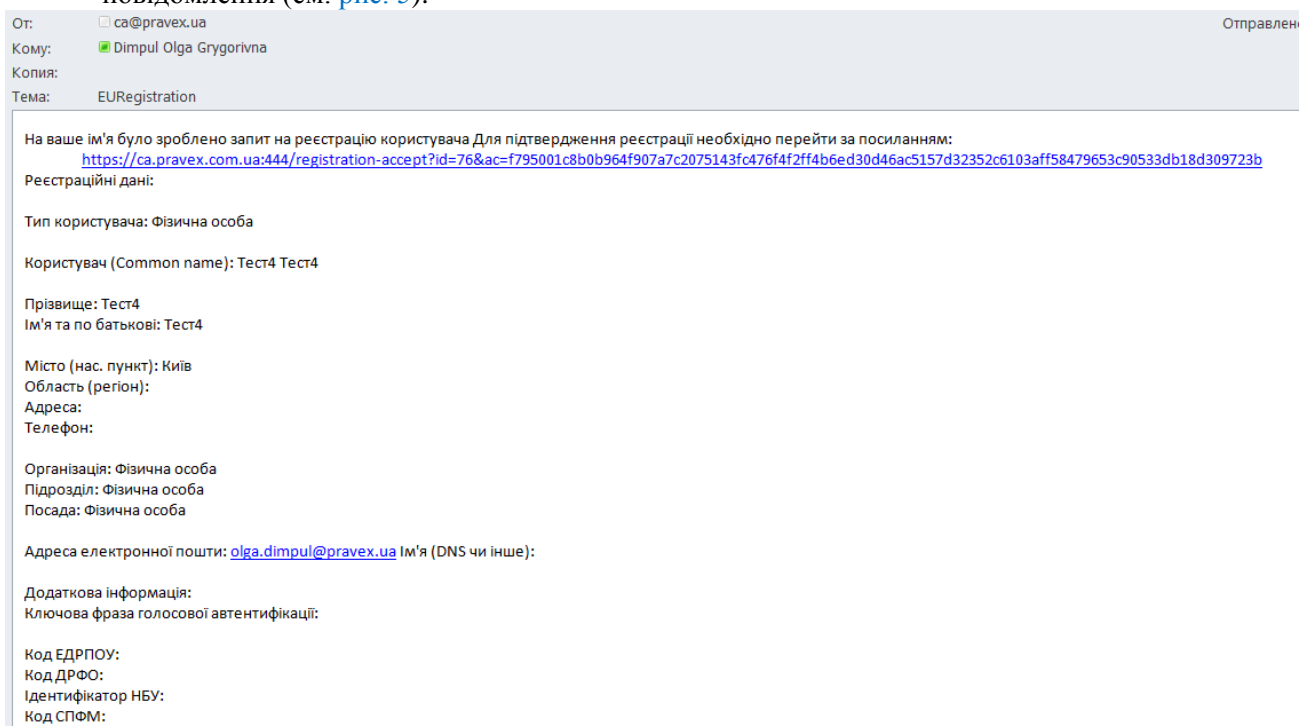 повідомлення (см. рис. 5).
От: ca@pravex.ua Отправлено
Кому: Dimpul Olga Grygorivna
Копия:
Тема: EURegistration
На ваше ім'я було зроблено запит на реєстрацію користувача Для підтвердження реєстрації необхідно перейти за посиланням:
https://ca.pravex.com.ua:444/registration-accept?id=76&ac=f795001c8b0b964f907a7c2075143fc476f4f2ff4b6ed30d46ac5157d32352c6103aff58479653c90533db18d309723b
Реєстраційні дані:
Тип користувача: Фізична особа
Користувач (Common name): Тест4 Тест4
Прізвище: Тест4
Ім'я та по батькові: Тест4
Місто (нас. пункт): Київ
Область (регіон):
Адреса:
Телефон:
Організація: Фізична особа
Підрозділ: Фізична особа
Посада: Фізична особа
Адреса електронної пошти: olga.dimpul@pravex.ua Ім'я (DNS чи інше):
Додаткова інформація:
Ключова фраза голосової автентифікації:
Код ЕДРПОУ:
Код ДРФО:
Ідентифікатор НБУ:
Код СПФМ: